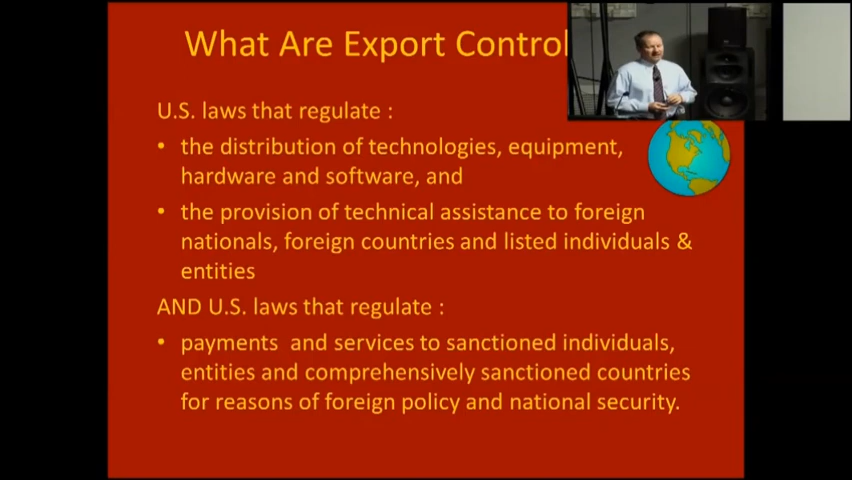 What Are Export Control
U.S. laws that regulate :
• the distribution of technologies, equipment,
hardware and software, and
• the provision of technical assistance to foreign
nationals, foreign countries and listed individuals &
entities
AND U.S. laws that regulate :
• payments and services to sanctioned individuals,
entities and comprehensively sanctioned countries
for reasons of foreign policy and national security.